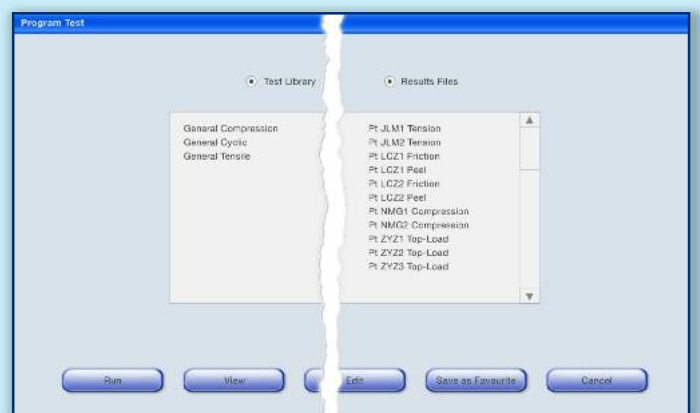 Program Test
Test Library
Results Files
General Compression
General Cyclic
General Tensile
Pt JLM1 Tension
Pt JLM2 Tension
Pt LCZ1 Friction
Pt LCZ1 Peel
Pt LCZ2 Friction
Pt LCZ2 Peel
Pt NMG1 Compression
Pt NMG2 Compression
Pt ZYZ1 Top-Load
Pt ZYZ2 Top-Load
Pt ZYZ3 Top-Load
Run
View
Edit
Save as Favourite
Cancel